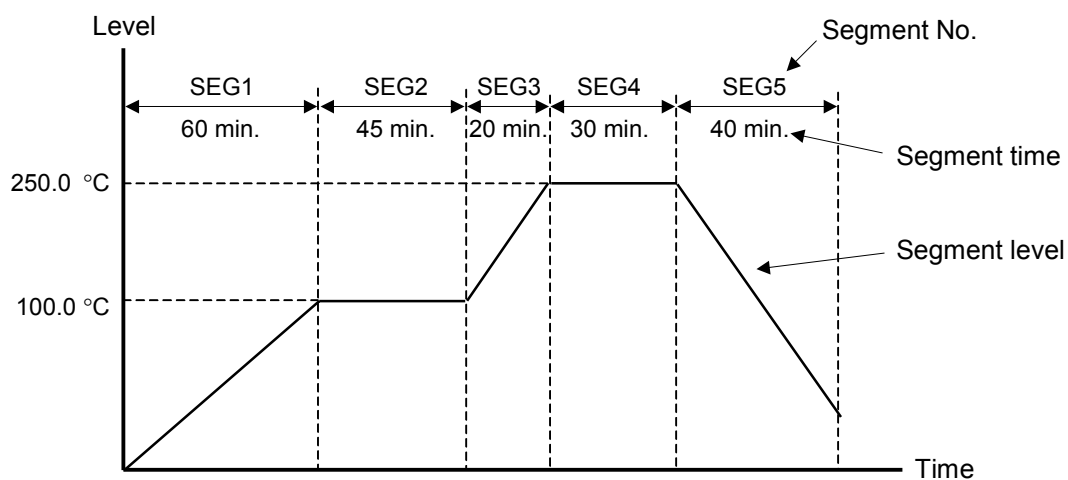 Level
Segment No.
SEG1 SEG2 SEG3 SEG4 SEG5
60 min. 45 min. 20 min. 30 min. 40 min.
Segment time
250.0 °C
Segment level
100.0 °C
Time